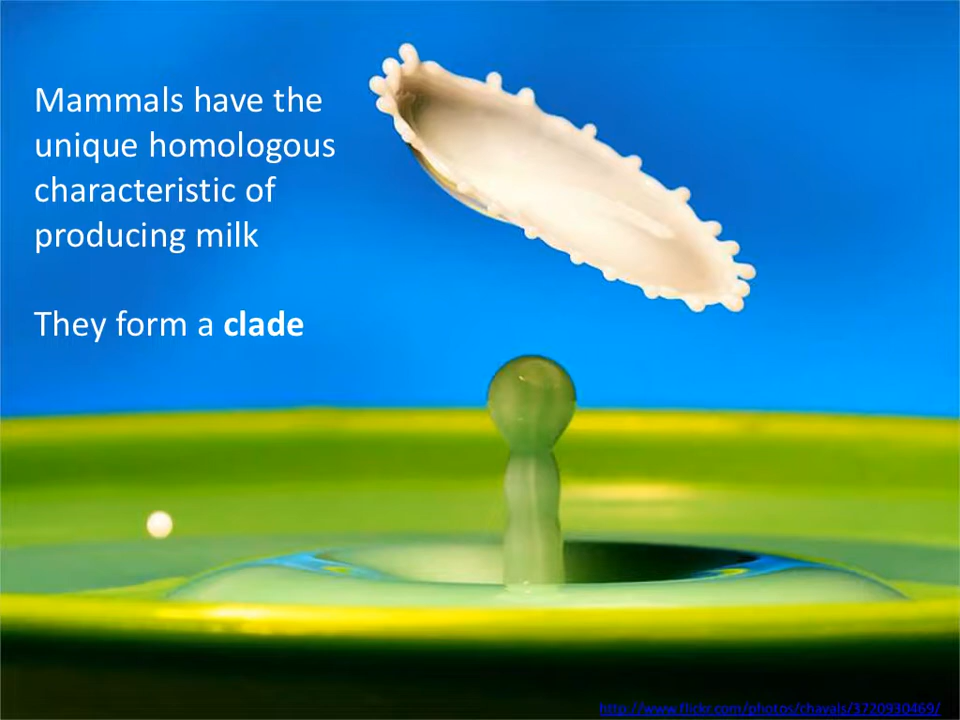 Mammals have the
unique homologous
characteristic of
producing milk
They form a clade
http://www.flickr.com/photos/chavals/3720930469/